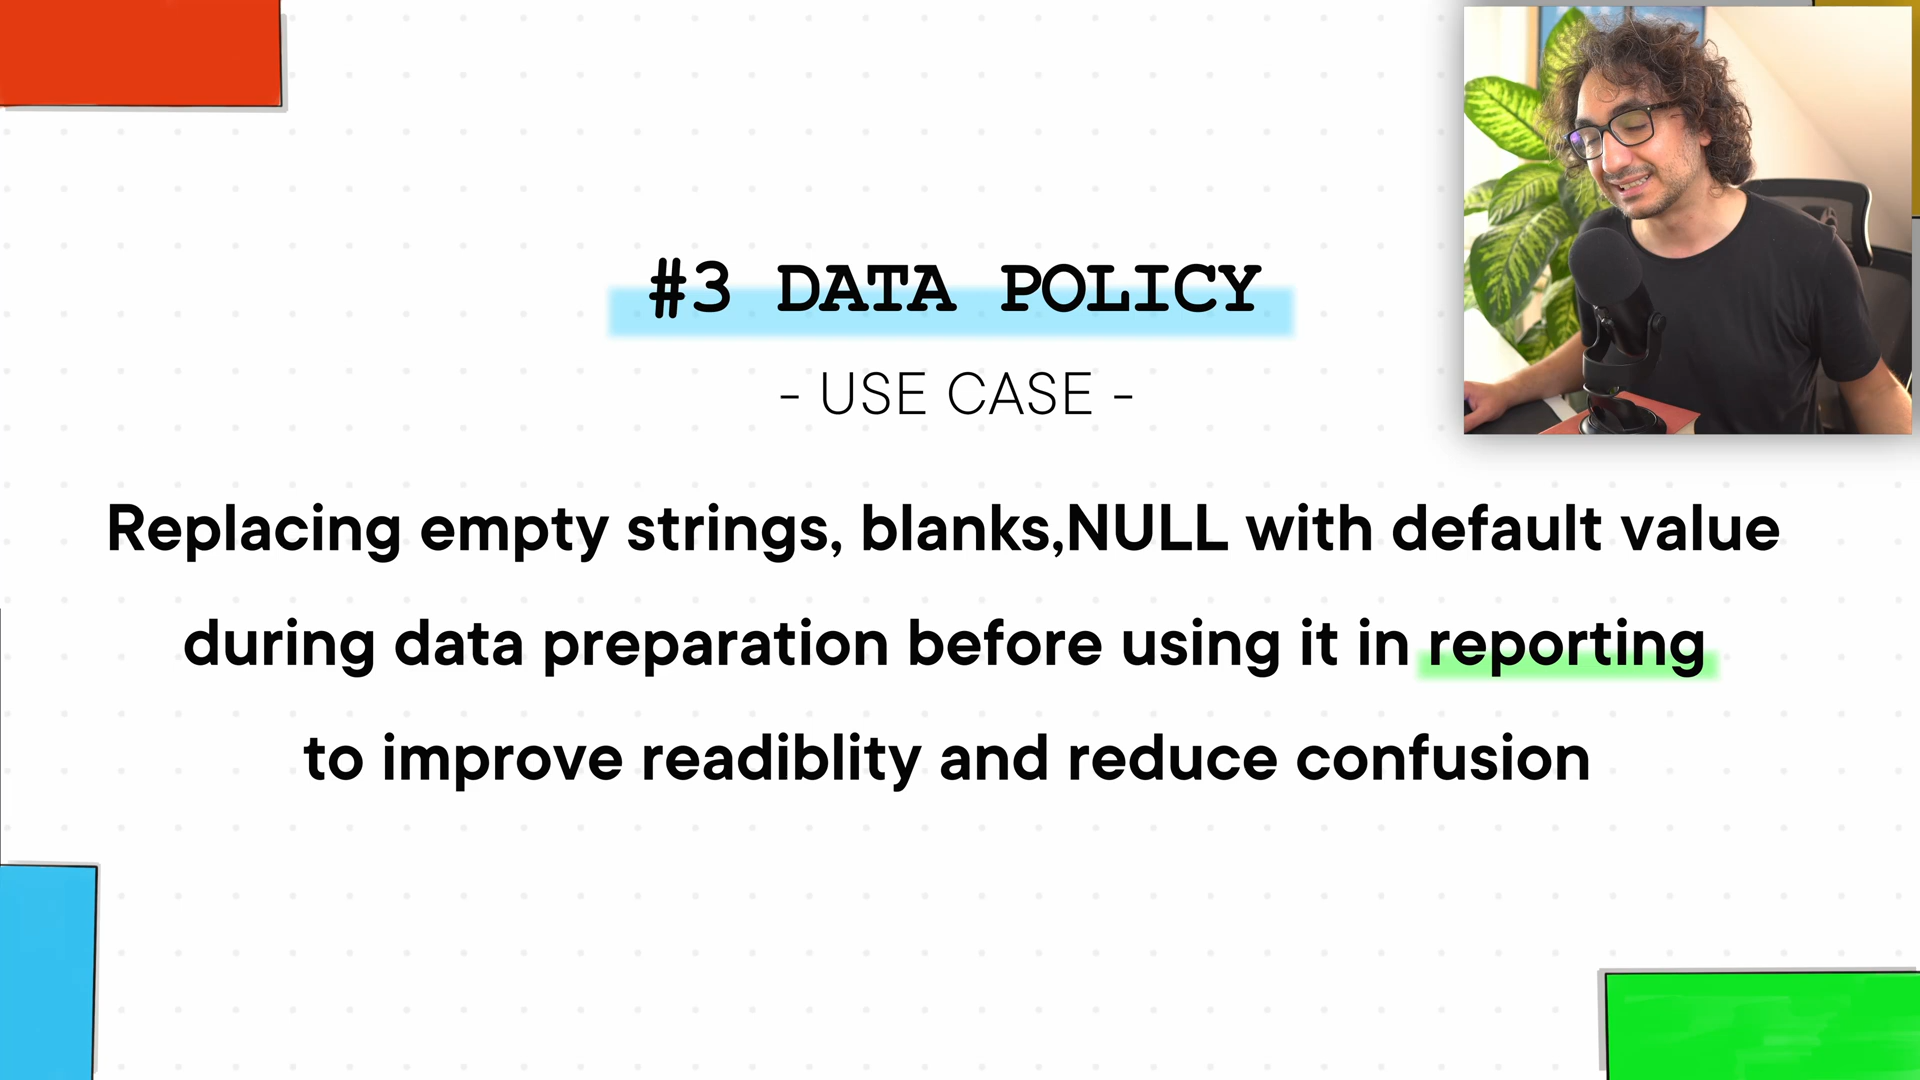 #3 DATA POLICY
- USE CASE -
Replacing empty strings, blanks,NULL with default value
during data preparation before using it in reporting
to improve readiblity and reduce confusion